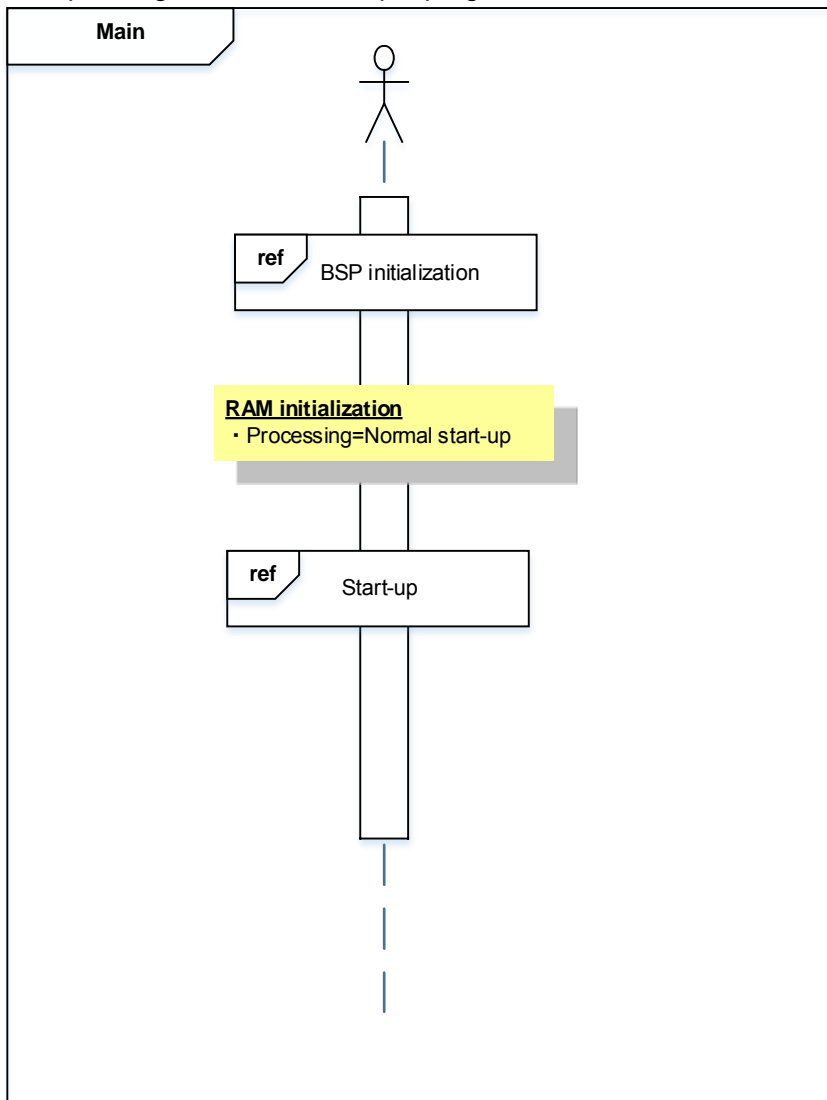 Main
ref
BSP initialization
RAM initialization
・Processing=Normal start-up
ref
Start-up